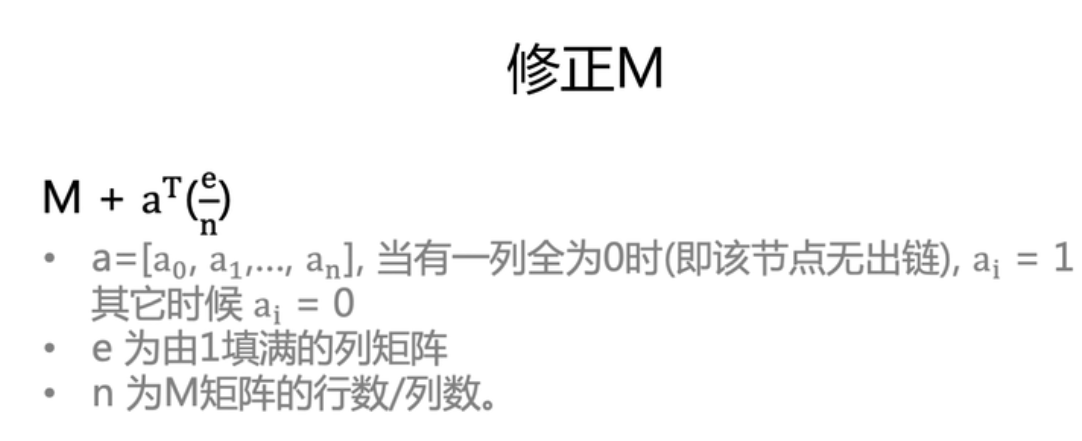 修正M
M + aᵀ(e/n)
• a=[a₀, a₁,..., aₙ], 当有一列全为0时(即该节点无出链), aᵢ = 1
其它时候 aᵢ = 0
• e 为由1填满的列矩阵
• n 为M矩阵的行数/列数。